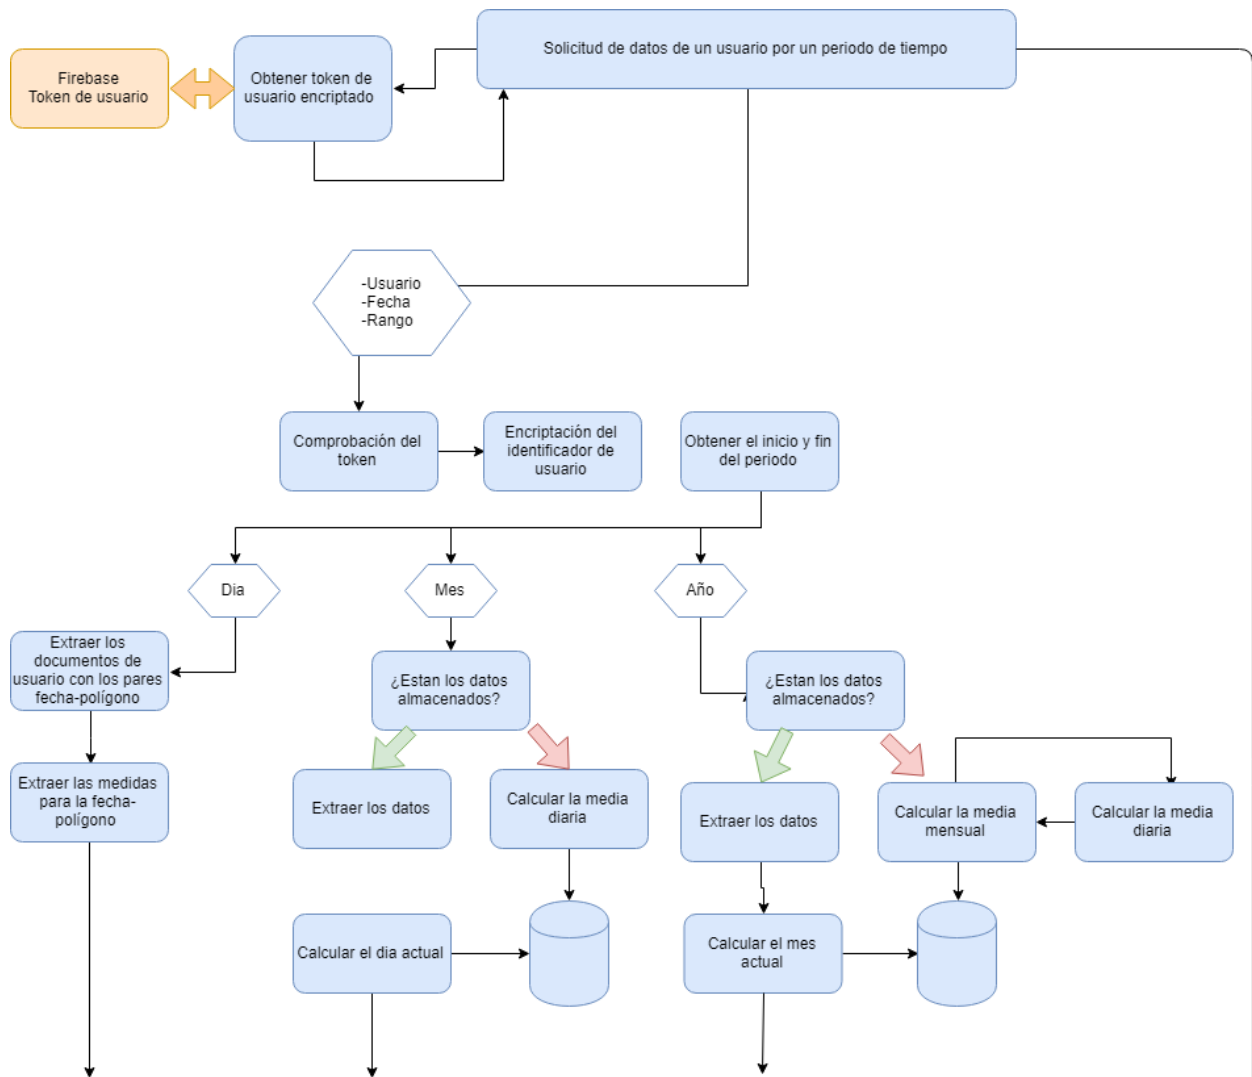 Solicitud de datos de un usuario por un periodo de tiempo
Firebase
Token de usuario
Obtener token de
usuario encriptado
-Usuario
-Fecha
-Rango
Comprobación del
token
Encriptación del
identificador de
usuario
Obtener el inicio y fin
del periodo
Dia
Mes
Año
Extraer los
documentos de
usuario con los pares
fecha-polígono
¿Estan los datos
almacenados?
¿Estan los datos
almacenados?
Extraer las medidas
para la fecha-
polígono
Extraer los datos
Calcular la media
diaria
Extraer los datos
Calcular la media
mensual
Calcular la media
diaria
Calcular el dia actual
Calcular el mes
actual